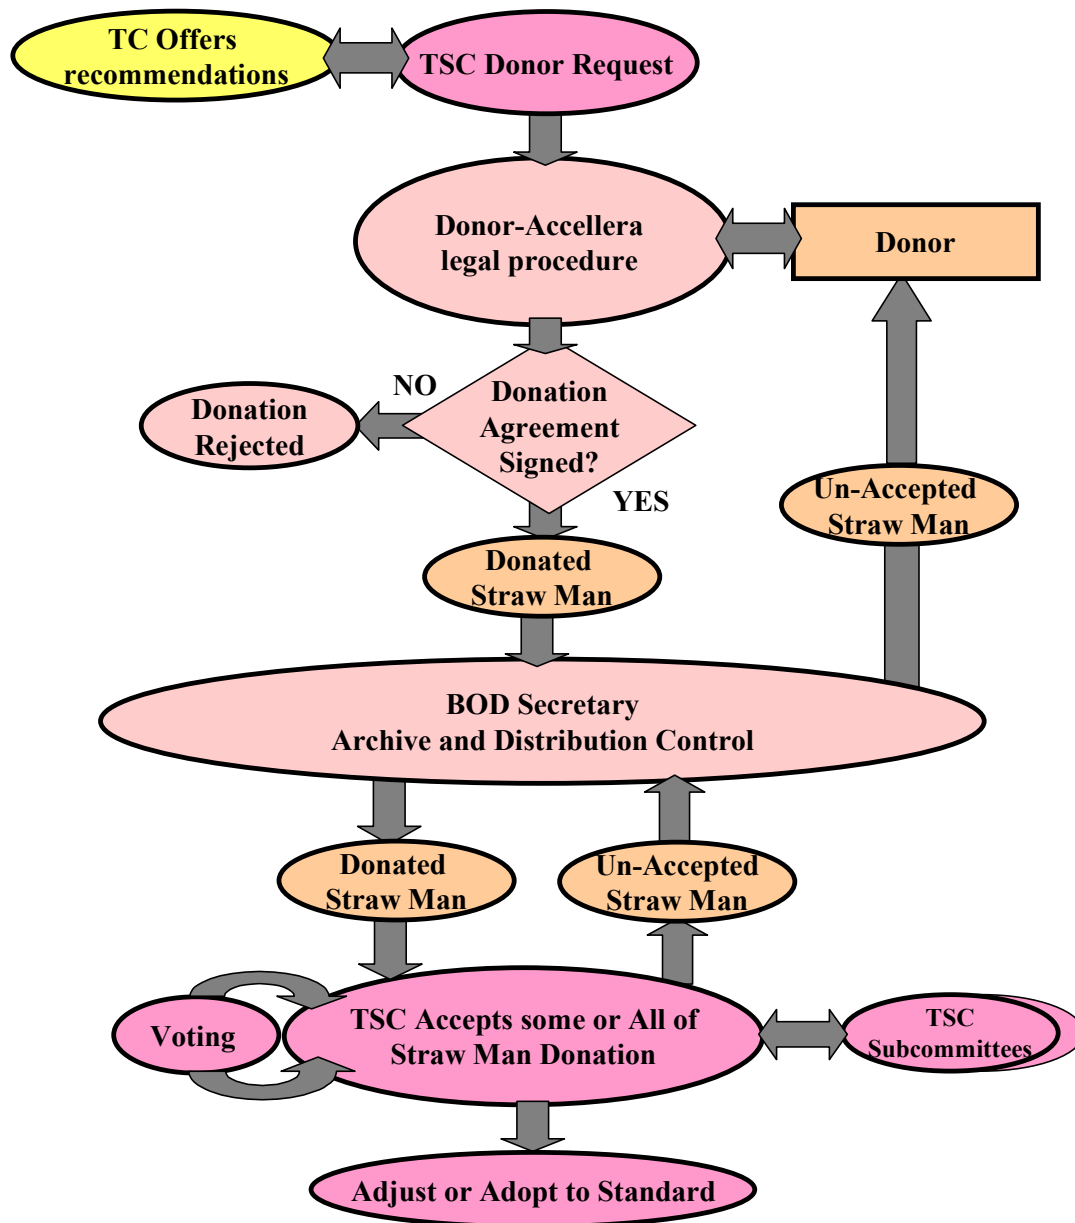 TC Offers
recommendations
TSC Donor Request
Donor-Accellera
legal procedure
Donor
NO
Donation
Agreement
Signed?
Donation
Rejected
YES
Un-Accepted
Straw Man
Donated
Straw Man
BOD Secretary
Archive and Distribution Control
Donated
Straw Man
Un-Accepted
Straw Man
Voting
TSC Accepts some or All of
Straw Man Donation
TSC
Subcommittees
Adjust or Adopt to Standard